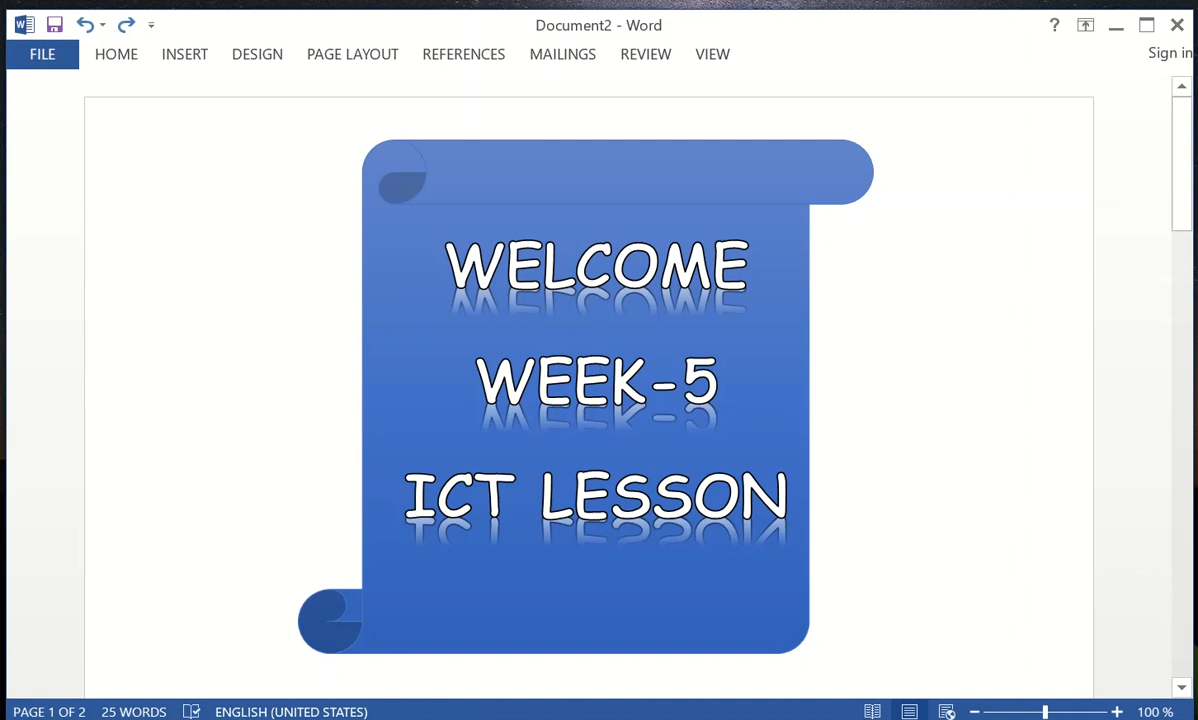 Document2 - Word
?
FILE HOME INSERT DESIGN PAGE LAYOUT REFERENCES MAILINGS REVIEW VIEW
Sign in
WELCOME
WEEK-5
ICT LESSON
PAGE 1 OF 2 25 WORDS ENGLISH (UNITED STATES) 100 %